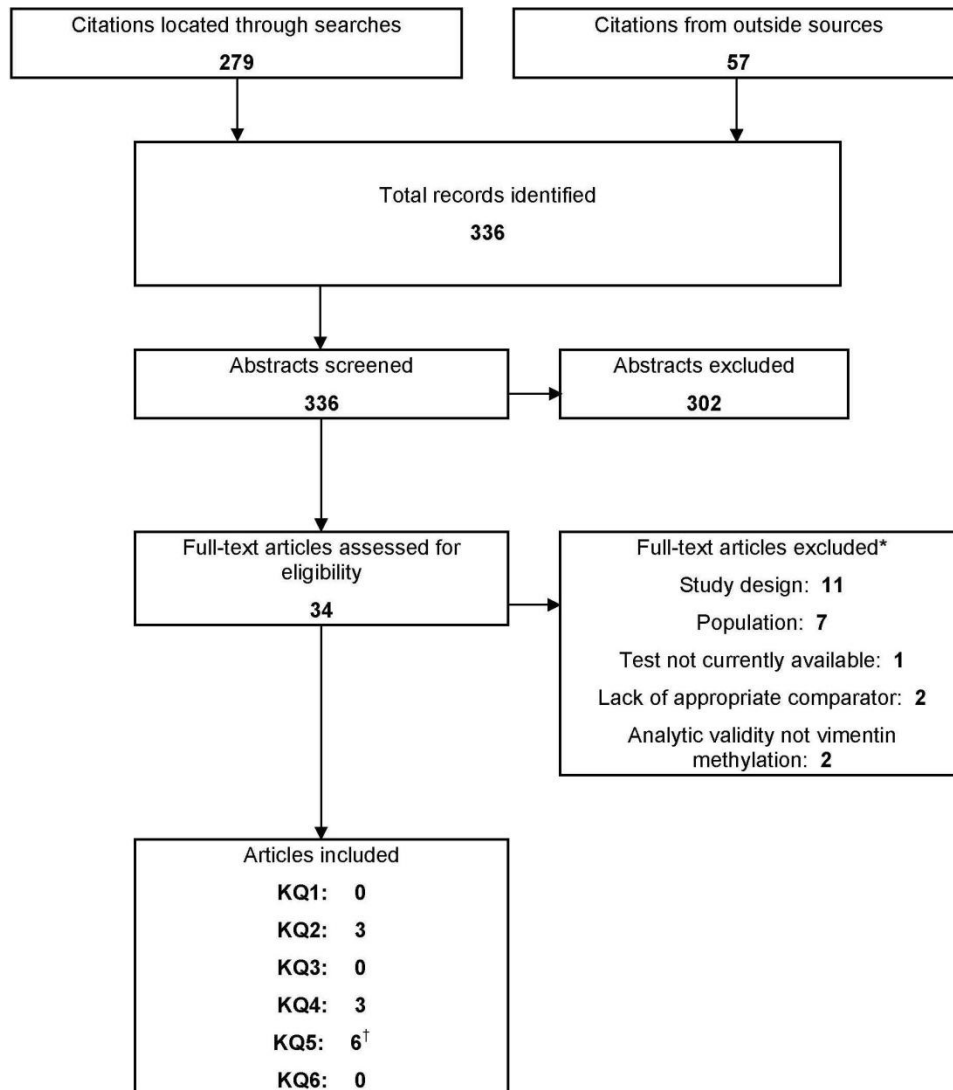 Citations located through searches
279
Citations from outside sources
57
Total records identified
336
Abstracts screened
336
Abstracts excluded
302
Full-text articles assessed for
eligibility
34
Full-text articles excluded*
Study design: 11
Population: 7
Test not currently available: 1
Lack of appropriate comparator: 2
Analytic validity not vimentin
methylation: 2
Articles included
KQ1: 0
KQ2: 3
KQ3: 0
KQ4: 3
KQ5: 6†
KQ6: 0